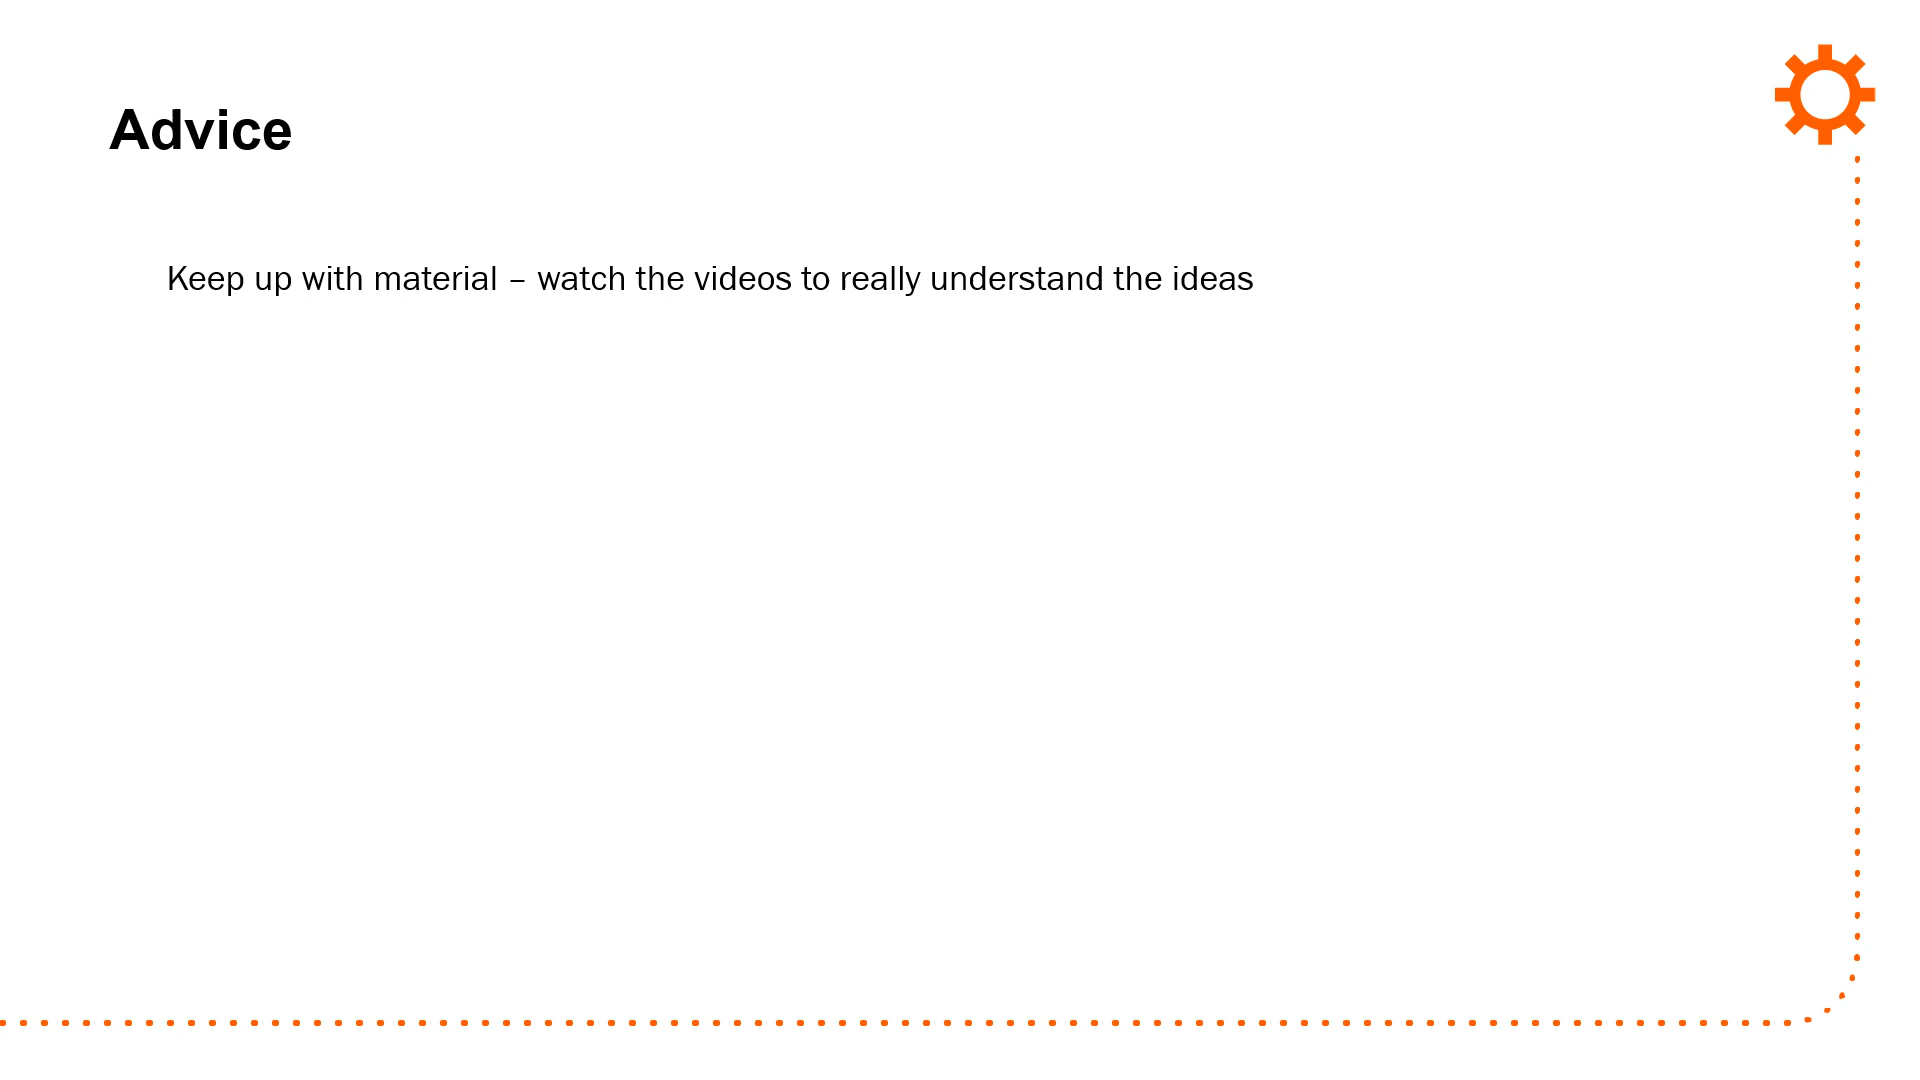 Advice
Keep up with material – watch the videos to really understand the ideas